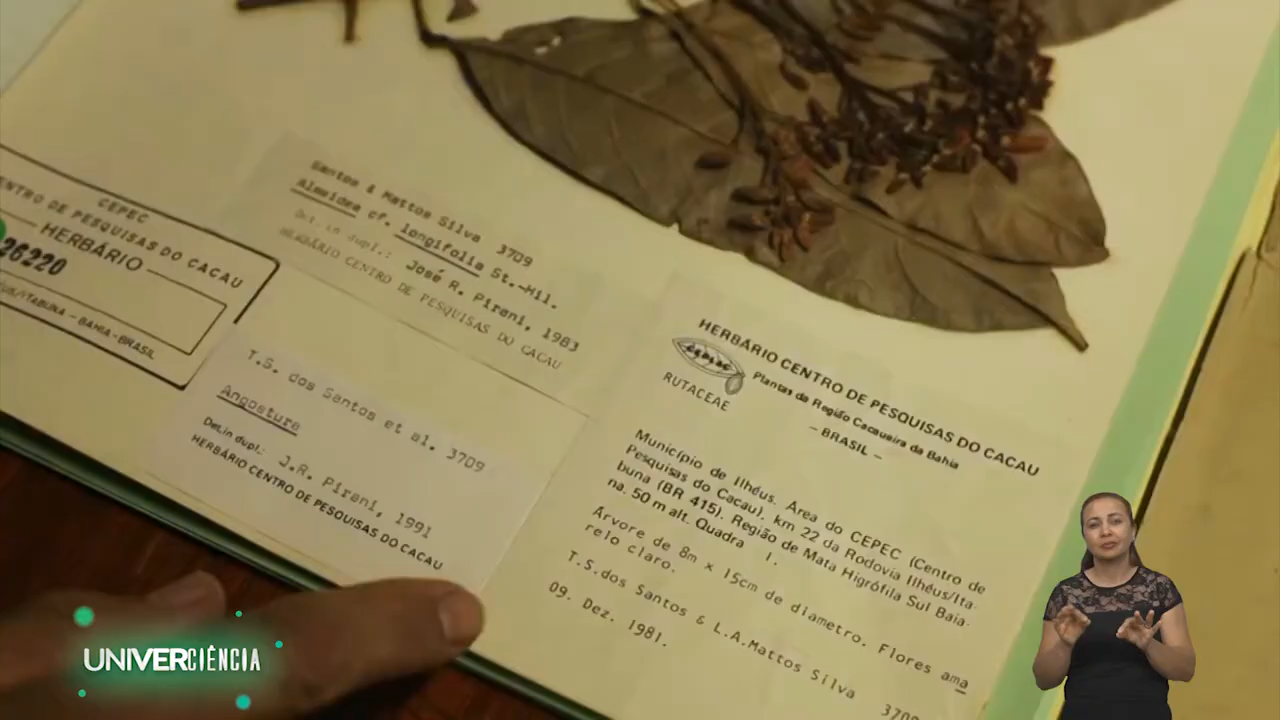 CEPEC
CENTRO DE PESQUISAS DO CACAU
HERBÁRIO
26220
ITABUNA - BAHIA - BRASIL
Santos & Mattos Silva 3709
Almeidea cf. longifolia St.-Hil.
dupl.: José R. Pirani, 1983
HERBÁRIO CENTRO DE PESQUISAS DO CACAU
T.S. dos Santos et al. 3709
Angostura
Det.in dupl.: J.R. Pirani, 1991
HERBÁRIO CENTRO DE PESQUISAS DO CACAU
HERBÁRIO CENTRO DE PESQUISAS DO CACAU
cepec
Plantas da Região Cacaueira da Bahia
- BRASIL -
RUTACEAE
Município de Ilhéus. Área do CEPEC (Centro de
Pesquisas do Cacau), km 22 da Rodovia Ilhéus/Ita-
buna (BR 415). Região de Mata Higrófila Sul Baia-
na. 50 m alt. Quadra I.
Árvore de 8m x 15cm de diametro. Flores ama
relo claro.
T.S.dos Santos & L.A.Mattos Silva 3709
09. Dez. 1981.
UNIVERCIÊNCIA